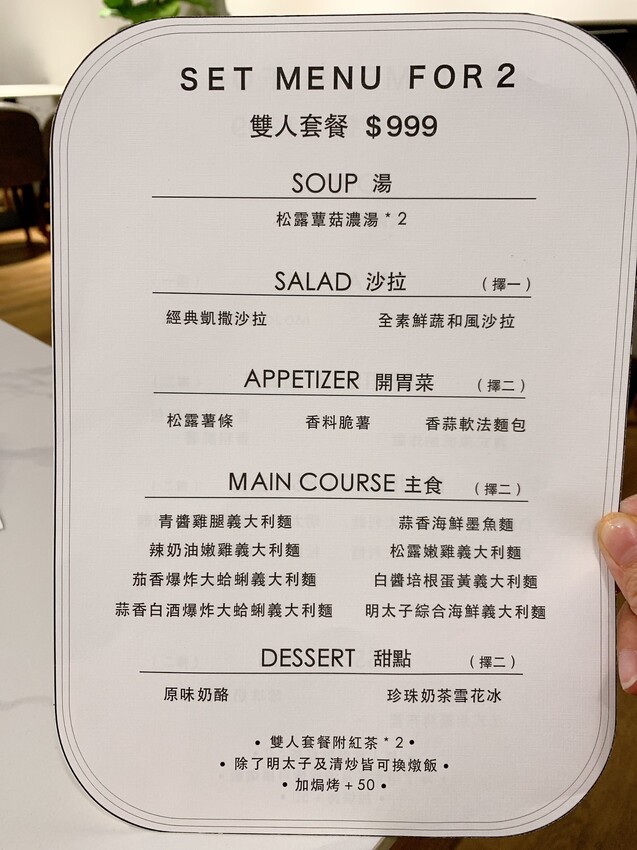 SET MENU FOR 2
雙人套餐 $999
SOUP 湯
松露蕈菇濃湯 * 2
SALAD 沙拉 （擇一）
經典凱撒沙拉 全素鮮蔬和風沙拉
APPETIZER 開胃菜 （擇二）
松露薯條 香料脆薯 香蒜軟法麵包
MAIN COURSE 主食 （擇二）
青醬雞腿義大利麵 蒜香海鮮墨魚麵
辣奶油嫩雞義大利麵 松露嫩雞義大利麵
茄香爆炸大蛤蜊義大利麵 白醬培根蛋黃義大利麵
蒜香白酒爆炸大蛤蜊義大利麵 明太子綜合海鮮義大利麵
DESSERT 甜點 （擇二）
原味奶酪 珍珠奶茶雪花冰
• 雙人套餐附紅茶 * 2 •
• 除了明太子及清炒皆可換燉飯 •
• 加焗烤 + 50 •